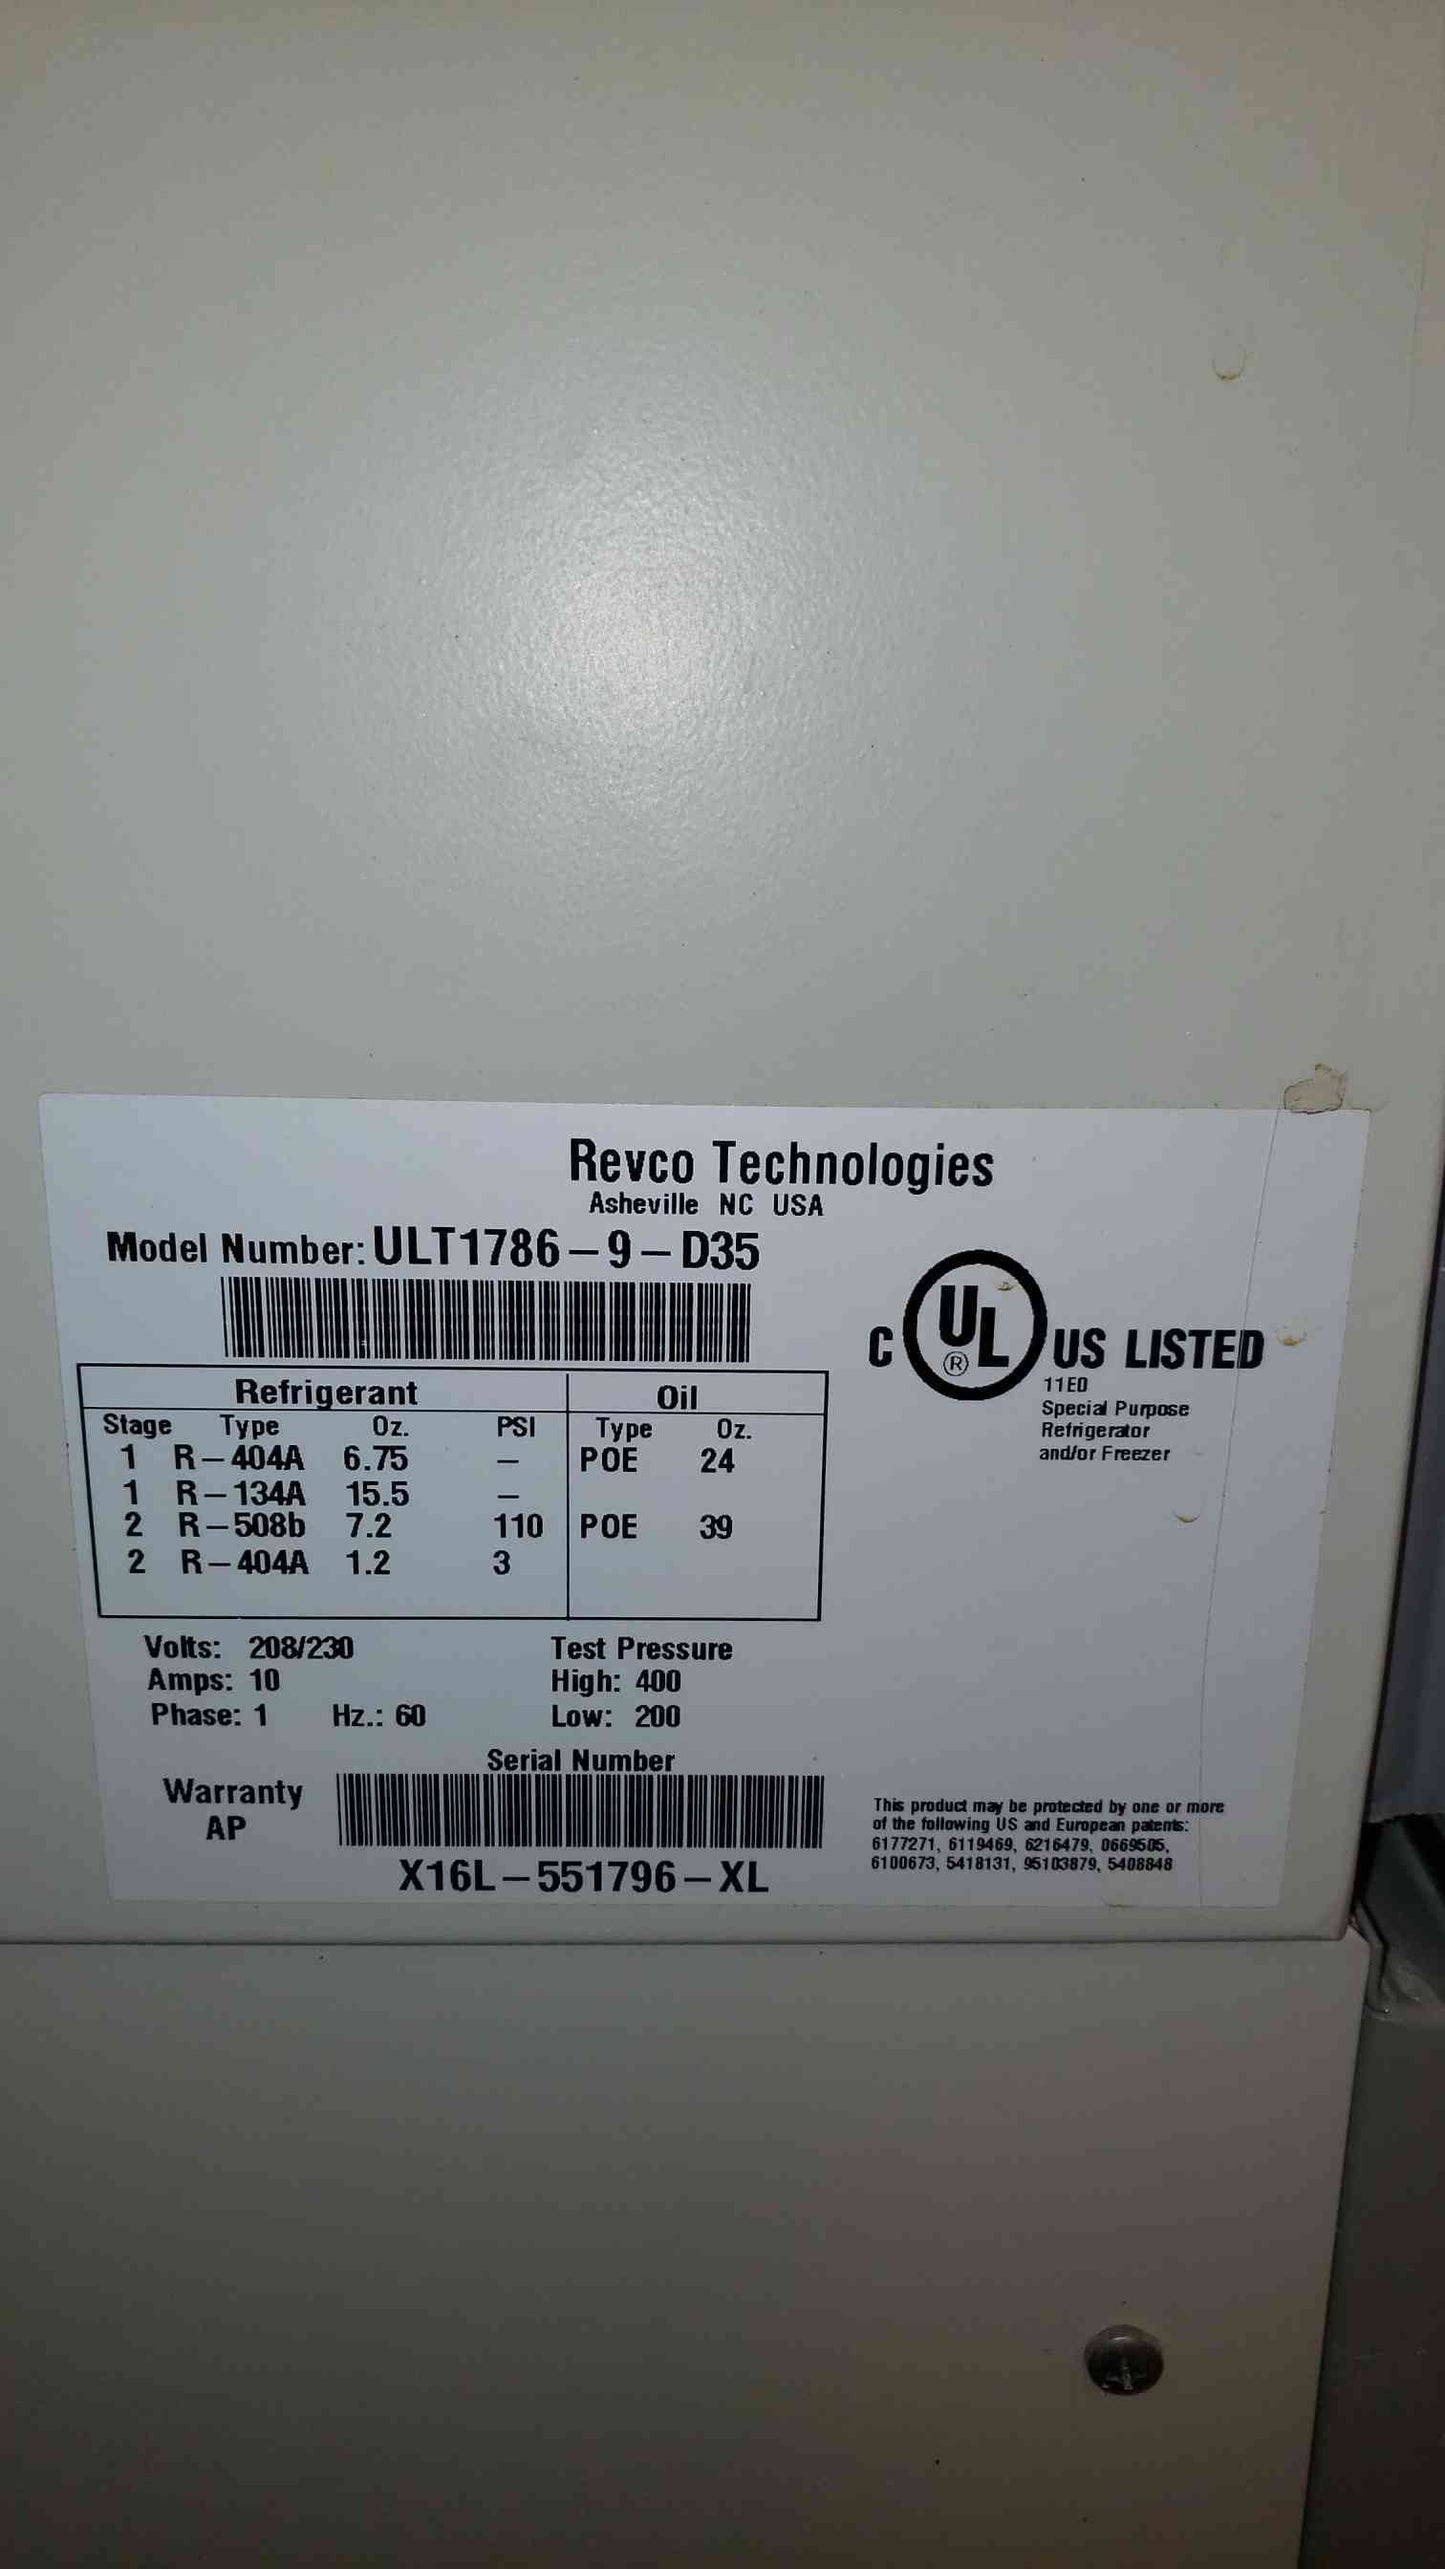 Revco Technologies
Asheville NC USA
Model Number: ULT1786-9-D35
C UL ® US LISTED
11E0
Special Purpose
Refrigerator
and/or Freezer
Refrigerant Oil
Stage Type Oz. PSI Type Oz.
1 R-404A 6.75 – POE 24
1 R-134A 15.5 –
2 R-508b 7.2 110 POE 39
2 R-404A 1.2 3
Volts: 208/230 Test Pressure
Amps: 10 High: 400
Phase: 1 Hz.: 60 Low: 200
Serial Number
Warranty
AP
X16L-551796-XL
This product may be protected by one or more
of the following US and European patents:
6177271, 6119469, 6216479, 0669505,
6100673, 5418131, 95103879, 5408848